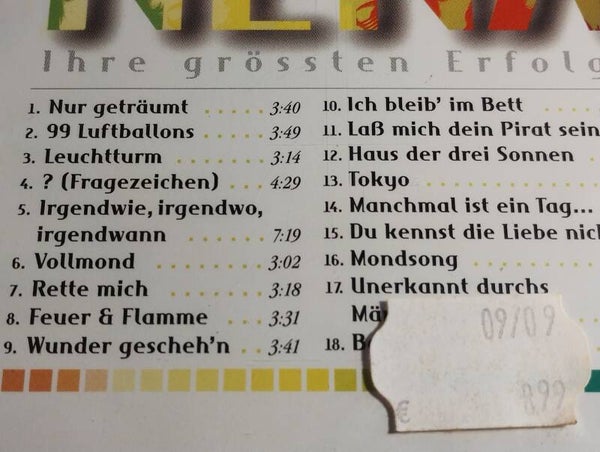 NENA
Ihre grössten Erfolg
1. Nur geträumt ..... 3:40
2. 99 Luftballons ..... 3:49
3. Leuchtturm ....... 3:14
4. ? (Fragezeichen) ... 4:29
5. Irgendwie, irgendwo,
irgendwann ...... 7:19
6. Vollmond ........ 3:02
7. Rette mich ....... 3:18
8. Feuer & Flamme ... 3:31
9. Wunder gescheh'n .. 3:41
10. Ich bleib' im Bett ....
11. Laß mich dein Pirat sein
12. Haus der drei Sonnen .
13. Tokyo
14. Manchmal ist ein Tag...
15. Du kennst die Liebe nich
16. Mondsong
17. Unerkannt durchs
18.
09/09
€ 8.99